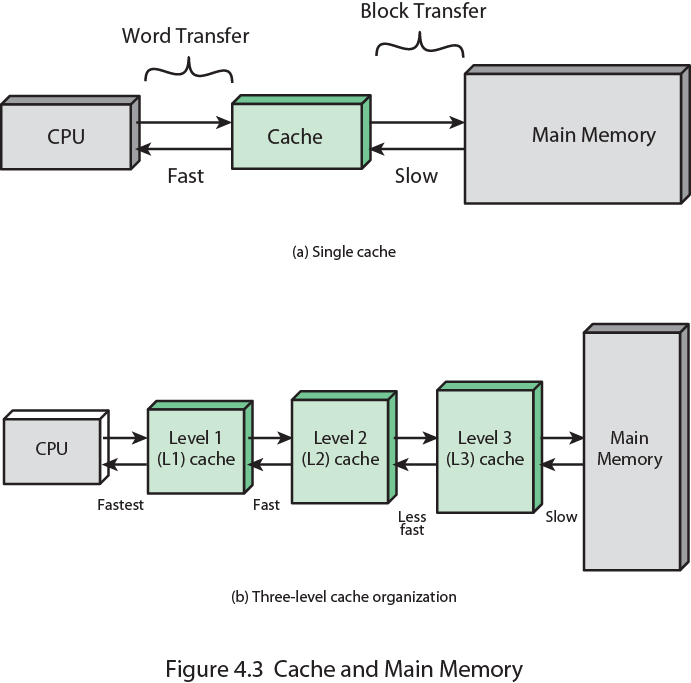 Block Transfer
Word Transfer
CPU
Cache
Main Memory
Fast
Slow
(a) Single cache
CPU
Level 1
(L1) cache
Level 2
(L2) cache
Level 3
(L3) cache
Main
Memory
Fastest
Fast
Less
fast
Slow
(b) Three-level cache organization
Figure 4.3 Cache and Main Memory